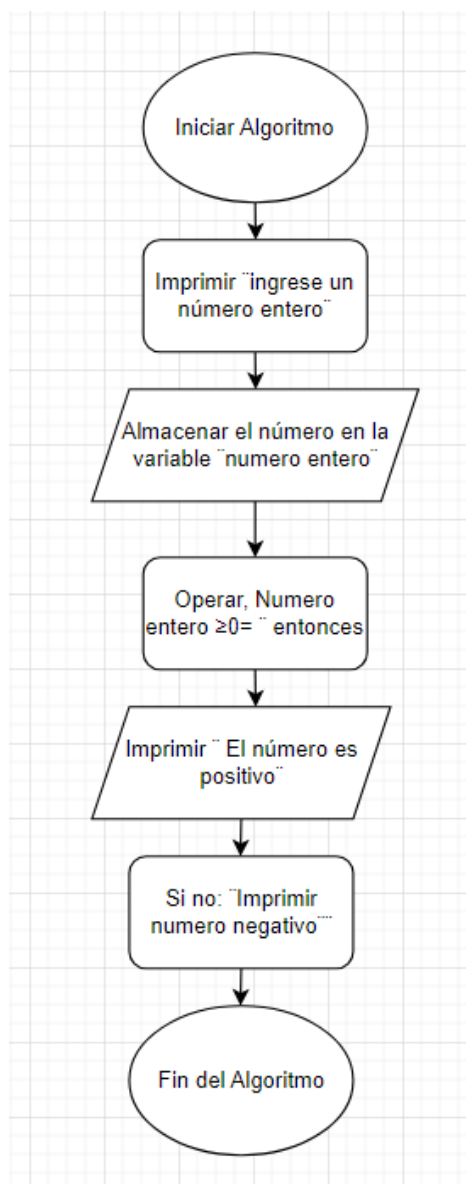 Iniciar Algoritmo
Imprimir ¨ingrese un
número entero¨
Almacenar el número en la
variable ¨numero entero¨
Operar, Numero
entero ≥0= ¨ entonces
Imprimir ¨ El número es
positivo¨
Si no: ¨Imprimir
numero negativo¨¨
Fin del Algoritmo